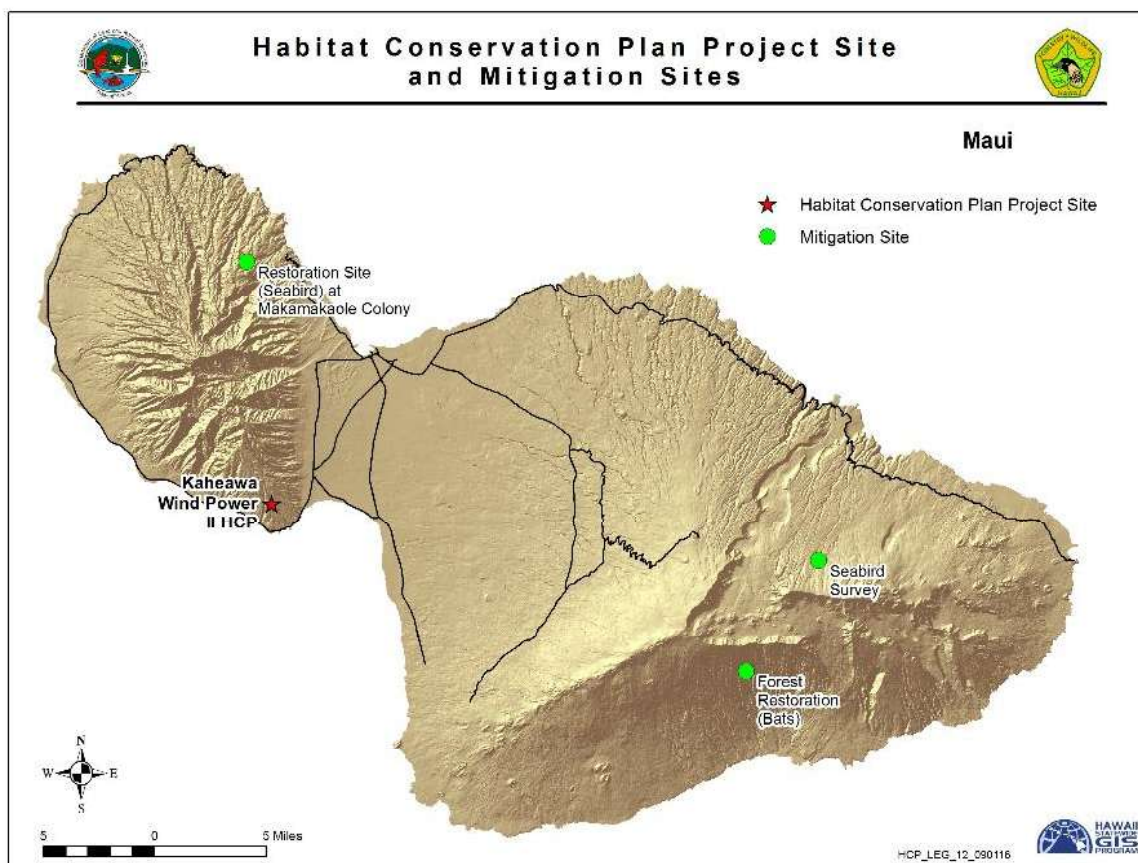 Habitat Conservation Plan Project Site
and Mitigation Sites
Maui
Habitat Conservation Plan Project Site
Mitigation Site
Restoration Site
(Seabird) at
Makamakaole Colony
Kaheawa
Wind Power
II HCP
Seabird
Survey
Forest
Restoration
(Bats)
N
W E
S
5 0 5 Miles
HCP_LEG_12_090116
HAWAII
STATEWIDE
GIS
PROGRAM